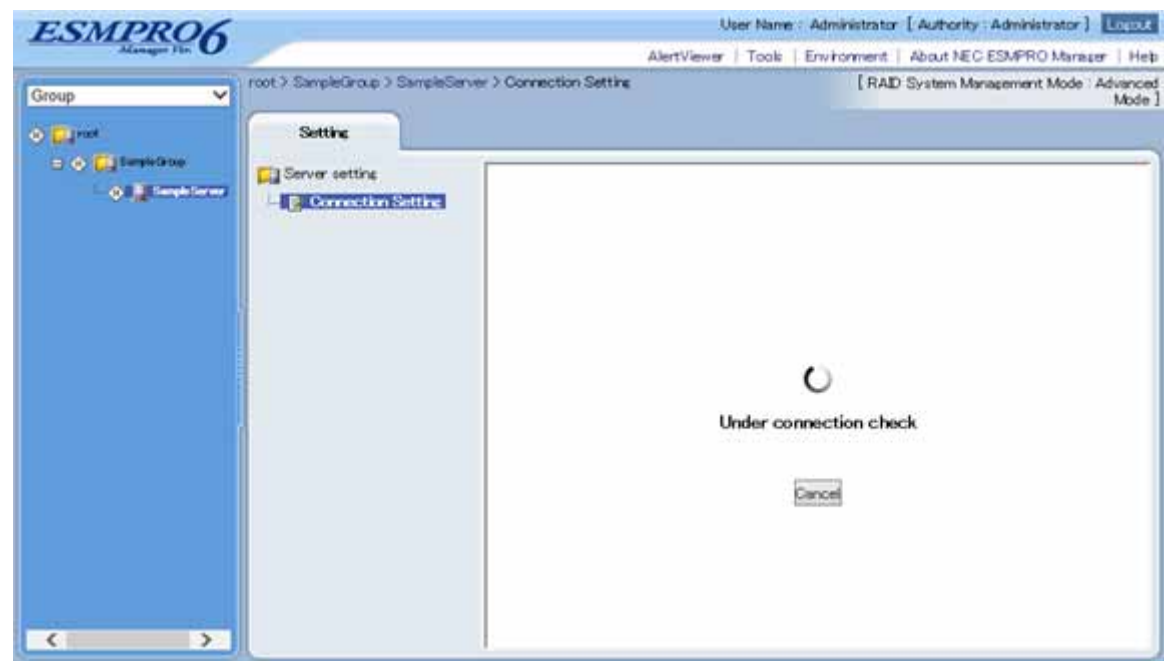 ESMPRO6
Manager
User Name : Administrator [ Authority : Administrator ] Logout
AlertViewer | Tools | Environment | About NEC ESMPRO Manager | Help
Group
root > SampleGroup > SampleServer > Connection Setting
[ RAID System Management Mode : Advanced
Mode ]
root
SampleGroup
SampleServer
Setting
Server setting
Connection Setting
Under connection check
Cancel